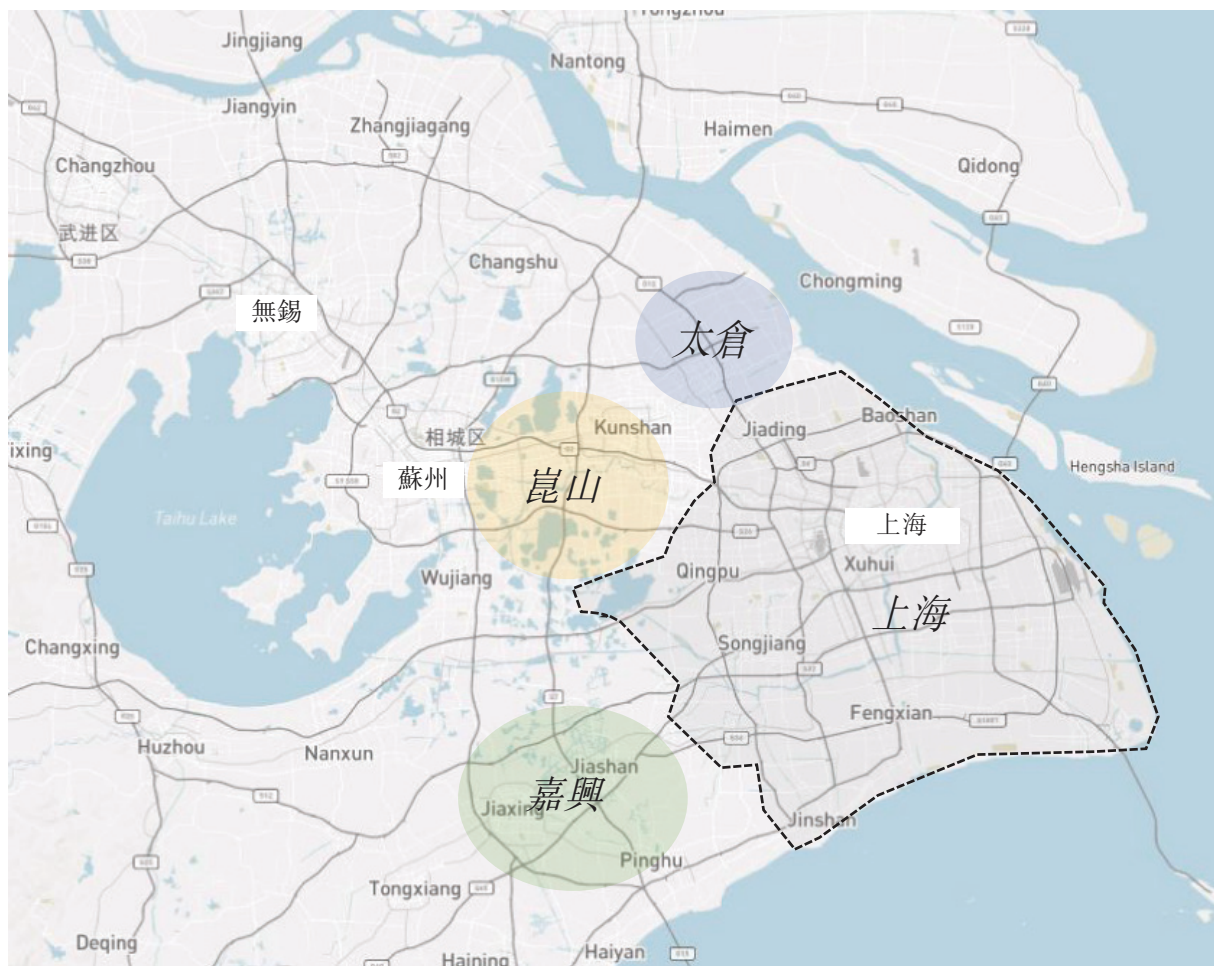 Jingjiang
Nantong
Jiangyin
Zhangjiagang
Haimen
Changzhou
Qidong
武进区
Changshu
Chongming
無錫
太倉
Kunshan
Jiading
Baoshan
相城区
蘇州
崑山
Hengsha Island
Taihu Lake
上海
Wujiang
Qingpu
Xuhui
上海
Changxing
Songjiang
Fengxian
Huzhou
Nanxun
Jiashan
嘉興
Jiaxing
Jinshan
Pinghu
Tongxiang
Deqing
Haiyan
Haining